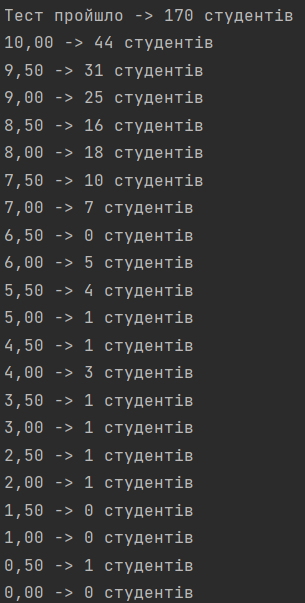 Тест пройшло -> 170 студентів
10,00 -> 44 студентів
9,50 -> 31 студентів
9,00 -> 25 студентів
8,50 -> 16 студентів
8,00 -> 18 студентів
7,50 -> 10 студентів
7,00 -> 7 студентів
6,50 -> 0 студентів
6,00 -> 5 студентів
5,50 -> 4 студентів
5,00 -> 1 студентів
4,50 -> 1 студентів
4,00 -> 3 студентів
3,50 -> 1 студентів
3,00 -> 1 студентів
2,50 -> 1 студентів
2,00 -> 1 студентів
1,50 -> 0 студентів
1,00 -> 0 студентів
0,50 -> 1 студентів
0,00 -> 0 студентів